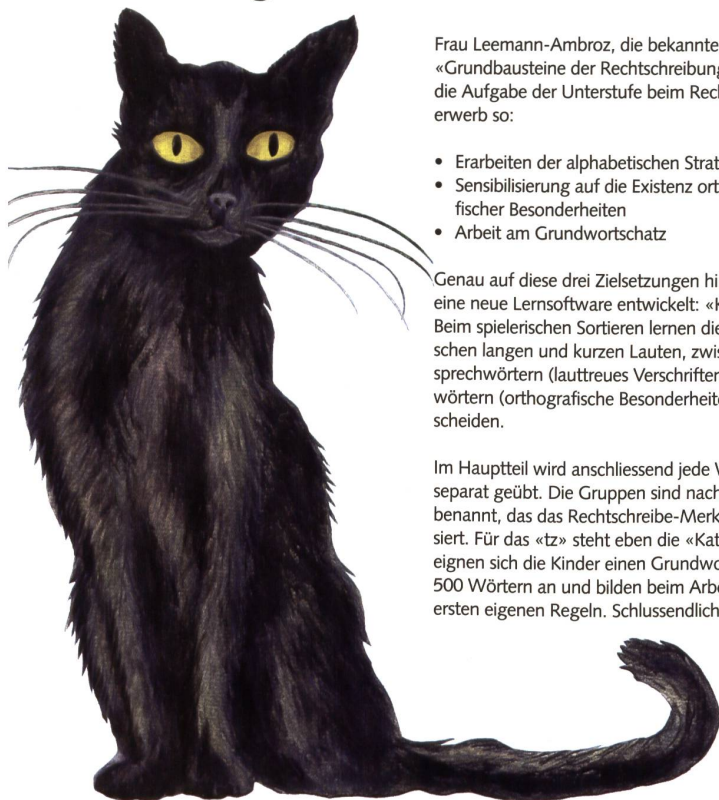 Frau Leemann-Ambroz, die bekannte
«Grundbausteine der Rechtschreibung
die Aufgabe der Unterstufe beim Rech
erwerb so:
• Erarbeiten der alphabetischen Strat
• Sensibilisierung auf die Existenz ort
fischer Besonderheiten
• Arbeit am Grundwortschatz
Genau auf diese drei Zielsetzungen hi
eine neue Lernsoftware entwickelt: «K
Beim spielerischen Sortieren lernen die
schen langen und kurzen Lauten, zwis
sprechwörtern (lauttreues Verschrifter
wörtern (orthografische Besonderheite
scheiden.
Im Hauptteil wird anschliessend jede W
separat geübt. Die Gruppen sind nach
benannt, das das Rechtschreibe-Merk
siert. Für das «tz» steht eben die «Kat
eignen sich die Kinder einen Grundwo
500 Wörtern an und bilden beim Arbe
ersten eigenen Regeln. Schlussendlich